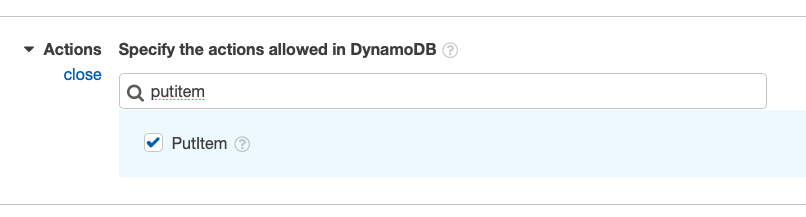 Actions Specify the actions allowed in DynamoDB ?
close
putitem
PutItem ?